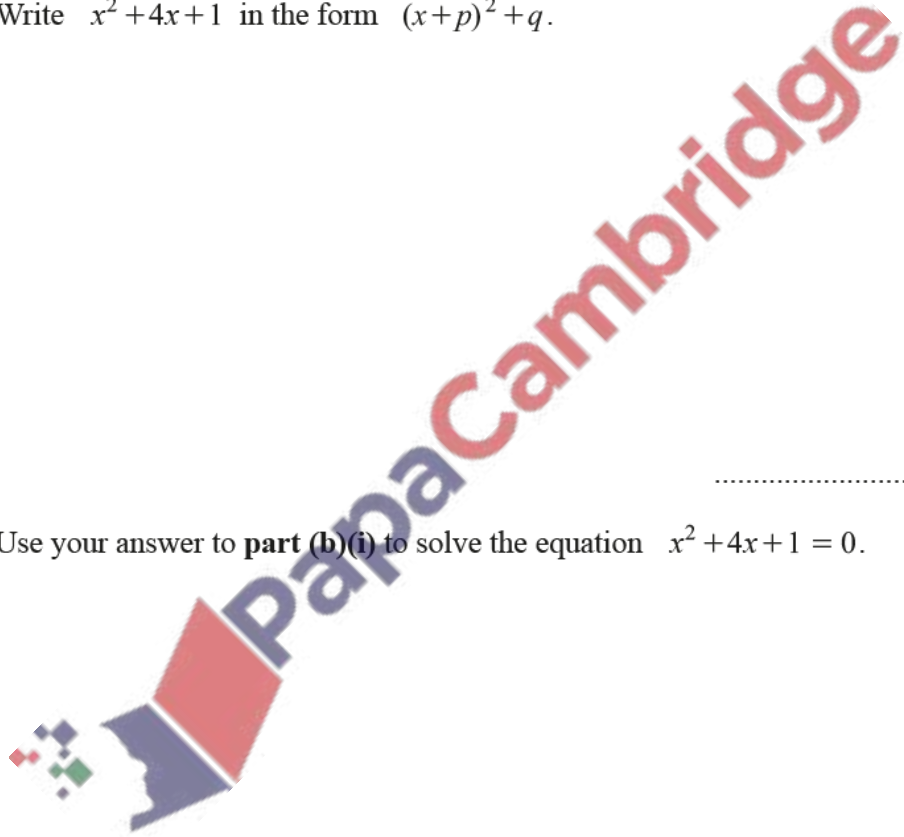 Write x² + 4x + 1 in the form (x + p)² + q.
PapaCambridge
........................
Use your answer to part (b)(i) to solve the equation x² + 4x + 1 = 0.